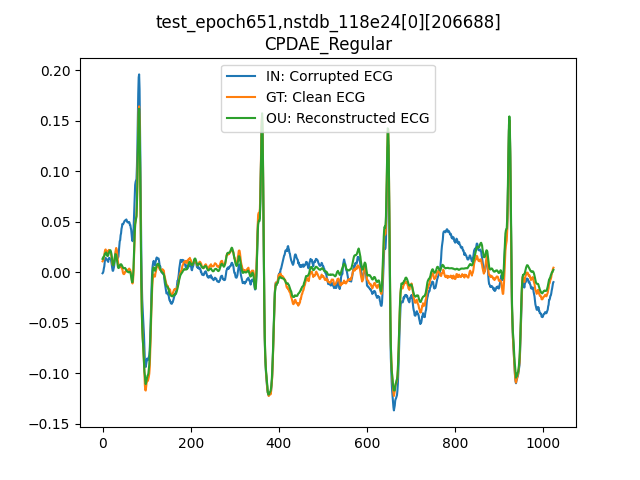 test_epoch651,nstdb_118e24[0][206688]
CPDAE_Regular
IN: Corrupted ECG
GT: Clean ECG
OU: Reconstructed ECG
0.20
0.15
0.10
0.05
0.00
−0.05
−0.10
−0.15
0 200 400 600 800 1000